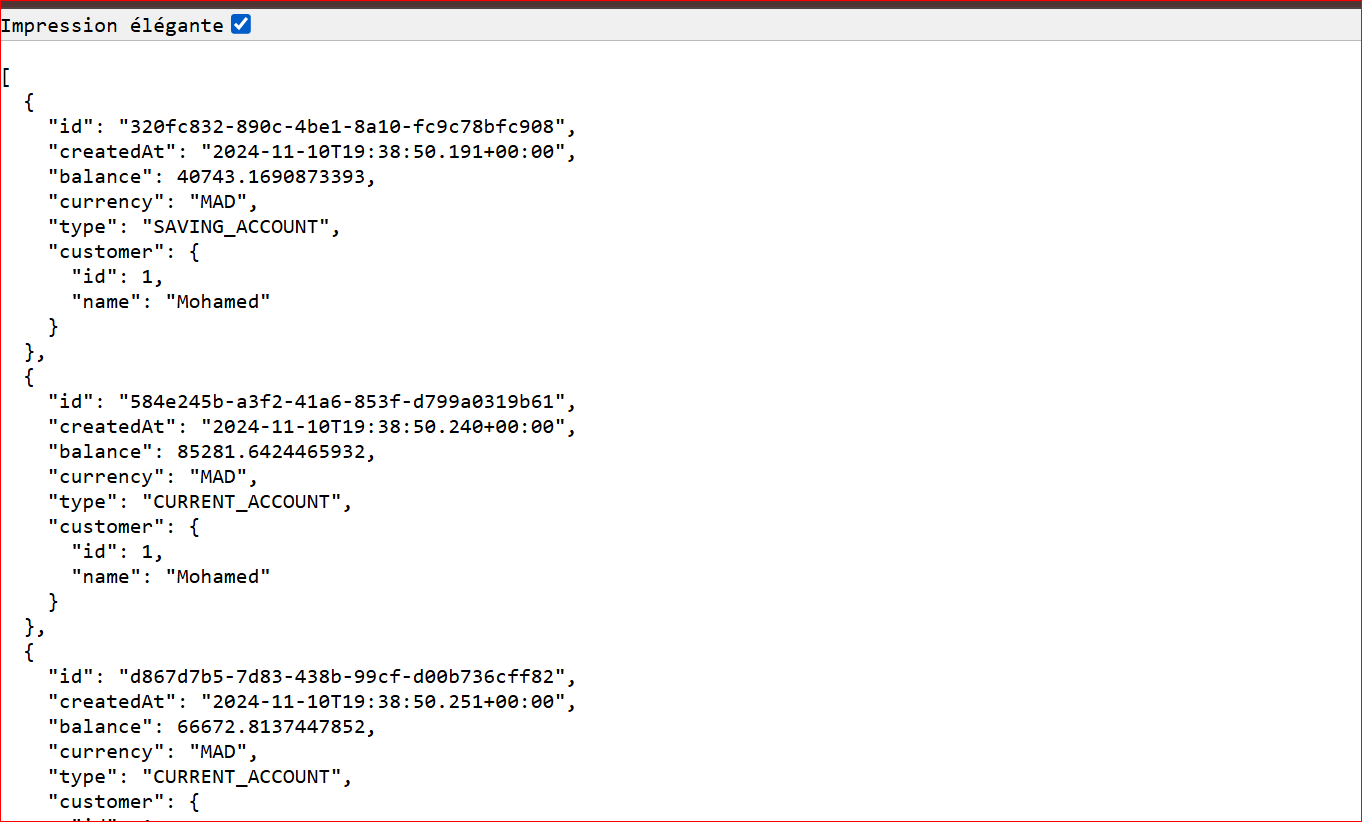 Impression élégante
[
  {
    "id": "320fc832-890c-4be1-8a10-fc9c78bfc908",
    "createdAt": "2024-11-10T19:38:50.191+00:00",
    "balance": 40743.1690873393,
    "currency": "MAD",
    "type": "SAVING_ACCOUNT",
    "customer": {
      "id": 1,
      "name": "Mohamed"
    }
  },
  {
    "id": "584e245b-a3f2-41a6-853f-d799a0319b61",
    "createdAt": "2024-11-10T19:38:50.240+00:00",
    "balance": 85281.6424465932,
    "currency": "MAD",
    "type": "CURRENT_ACCOUNT",
    "customer": {
      "id": 1,
      "name": "Mohamed"
    }
  },
  {
    "id": "d867d7b5-7d83-438b-99cf-d00b736cff82",
    "createdAt": "2024-11-10T19:38:50.251+00:00",
    "balance": 66672.8137447852,
    "currency": "MAD",
    "type": "CURRENT_ACCOUNT",
    "customer": {